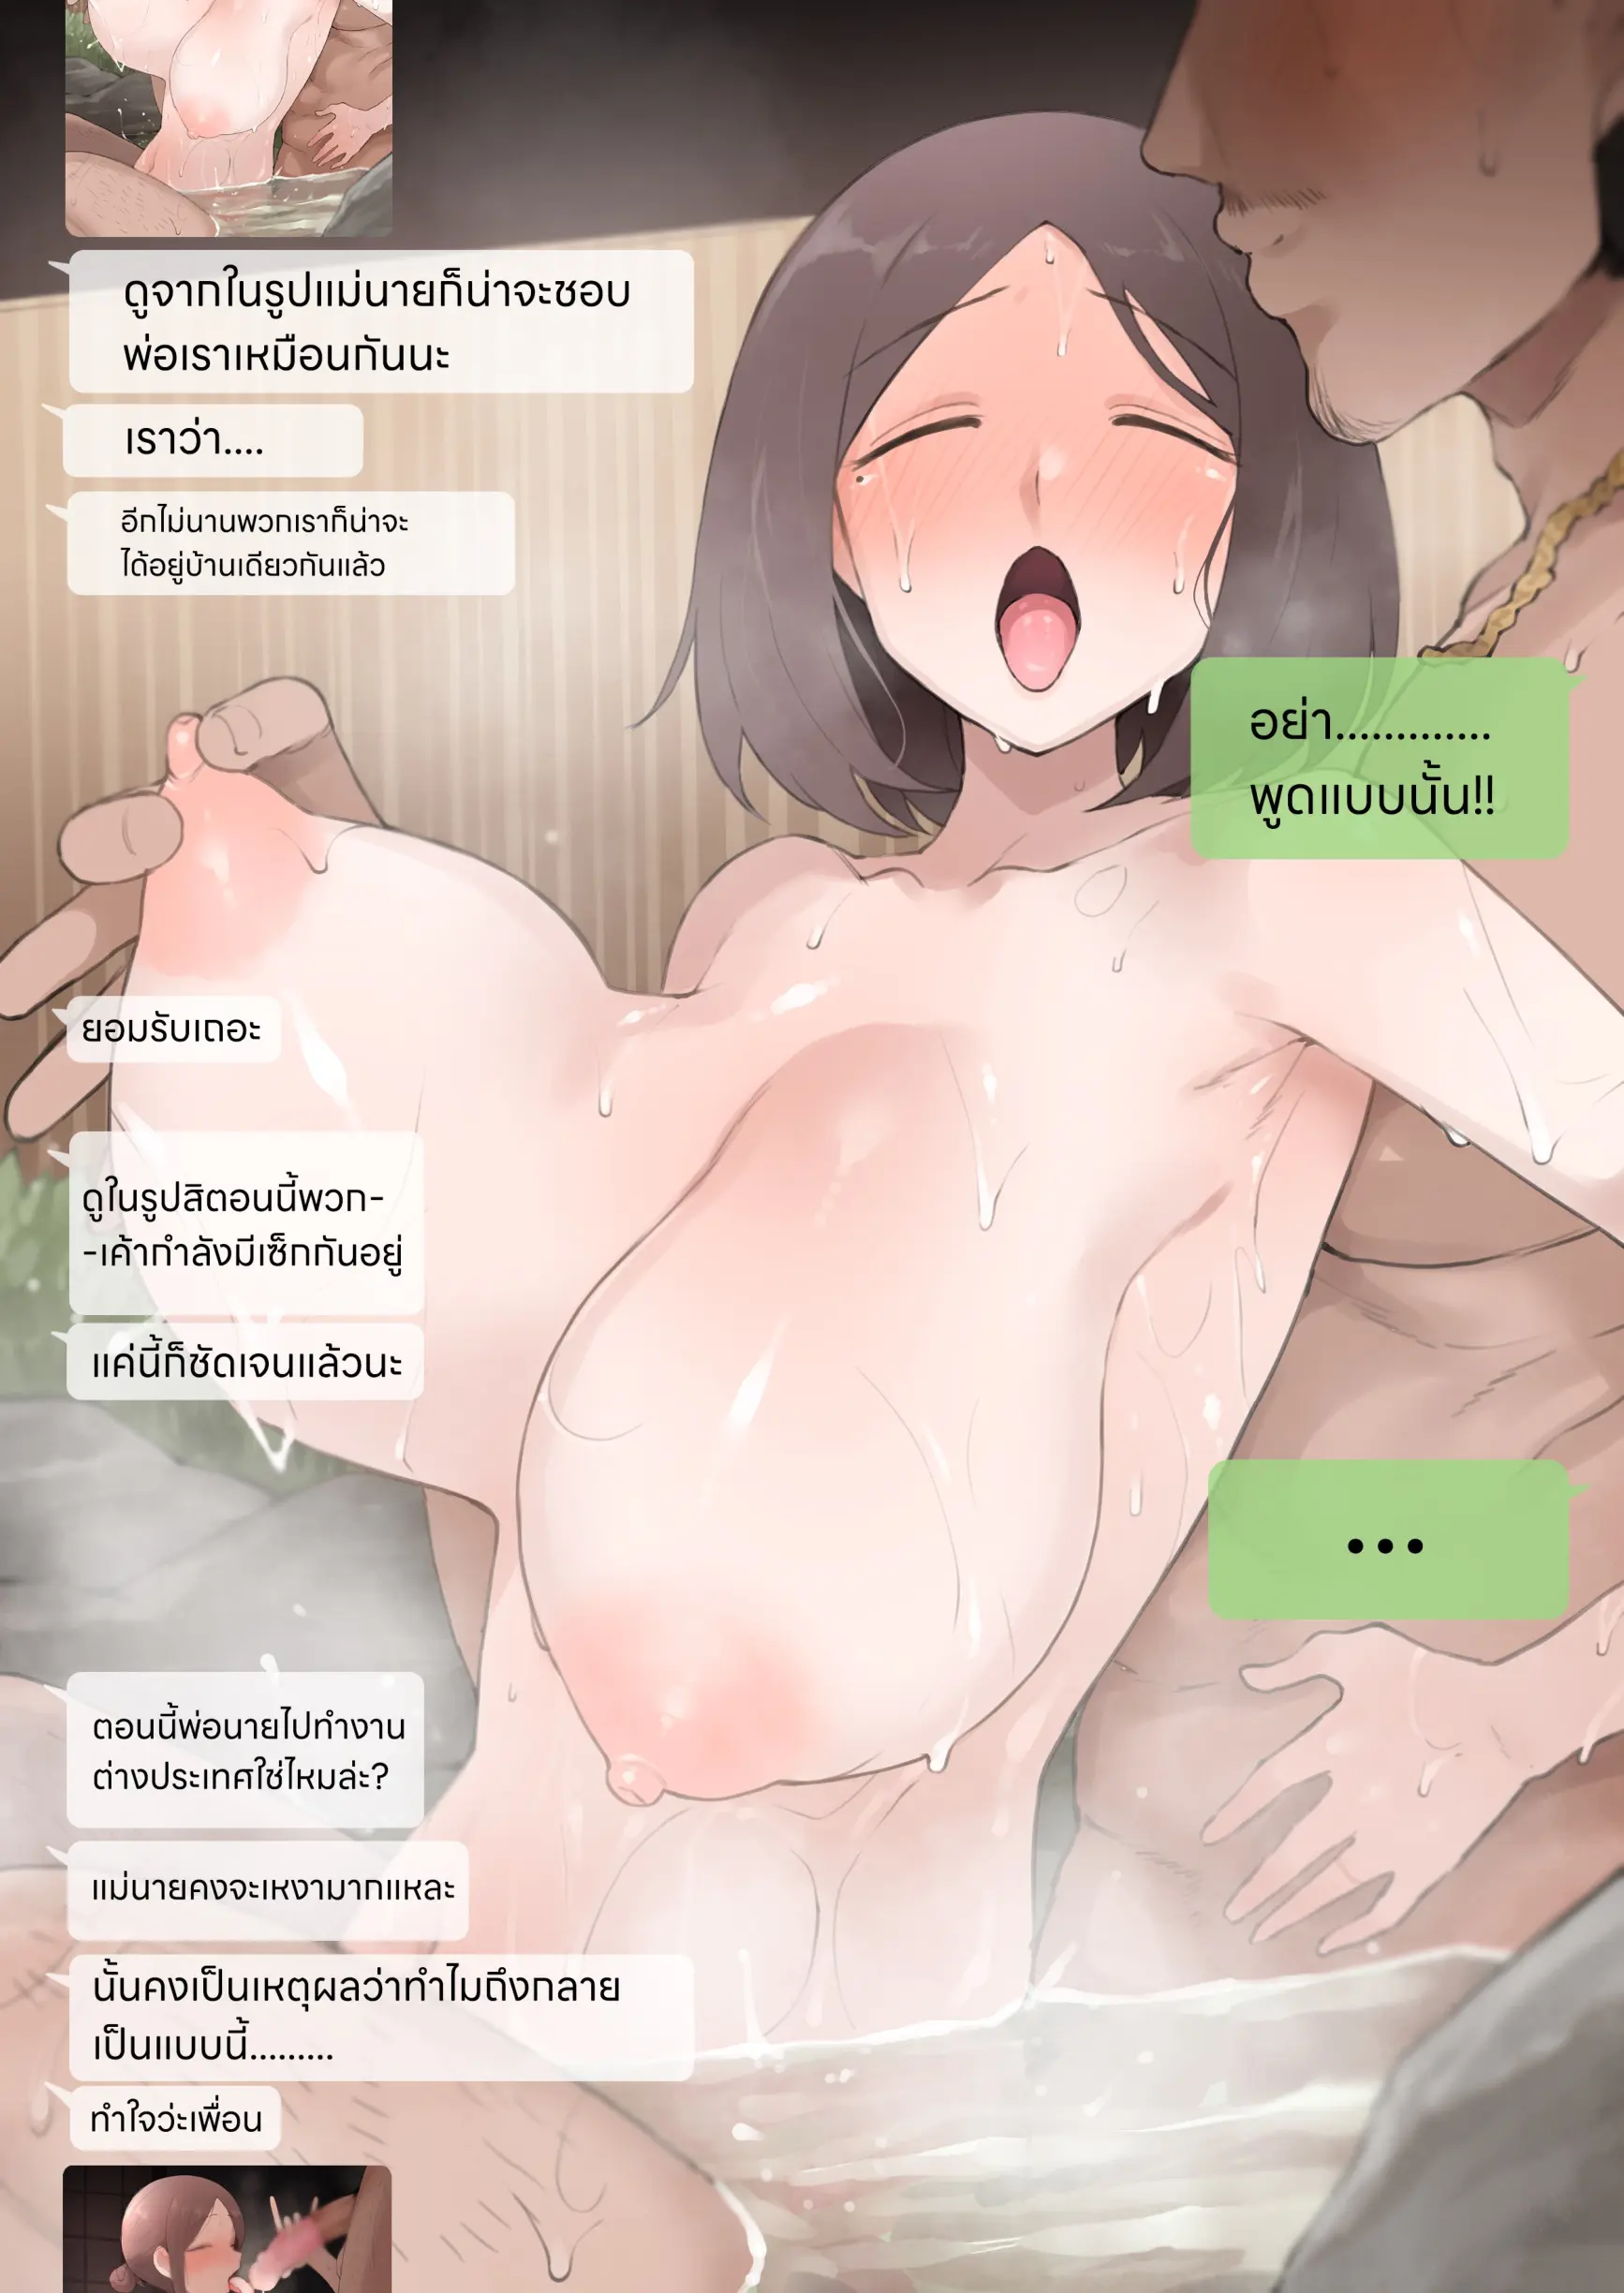 ดูจากในรูปแม่นายก็น่าจะชอบ
พ่อเราเหมือนกันนะ
เราว่า....
อีกไม่นานพวกเราก็น่าจะ
ได้อยู่บ้านเดียวกันแล้ว
อย่า.............
พูดแบบนั้น!!
ยอมรับเถอะ
ดูในรูปสิตอนนี้พวก-
-เค้ากำลังมีเซ็กกันอยู่
แค่นี้ก็ชัดเจนแล้วนะ
...
ตอนนี้พ่อนายไปทำงาน
ต่างประเทศใช่ไหมล่ะ?
แม่นายคงจะเหงามากแหละ
นั้นคงเป็นเหตุผลว่าทำไมถึงกลาย
เป็นแบบนี้.........
ทำใจว่ะเพื่อน